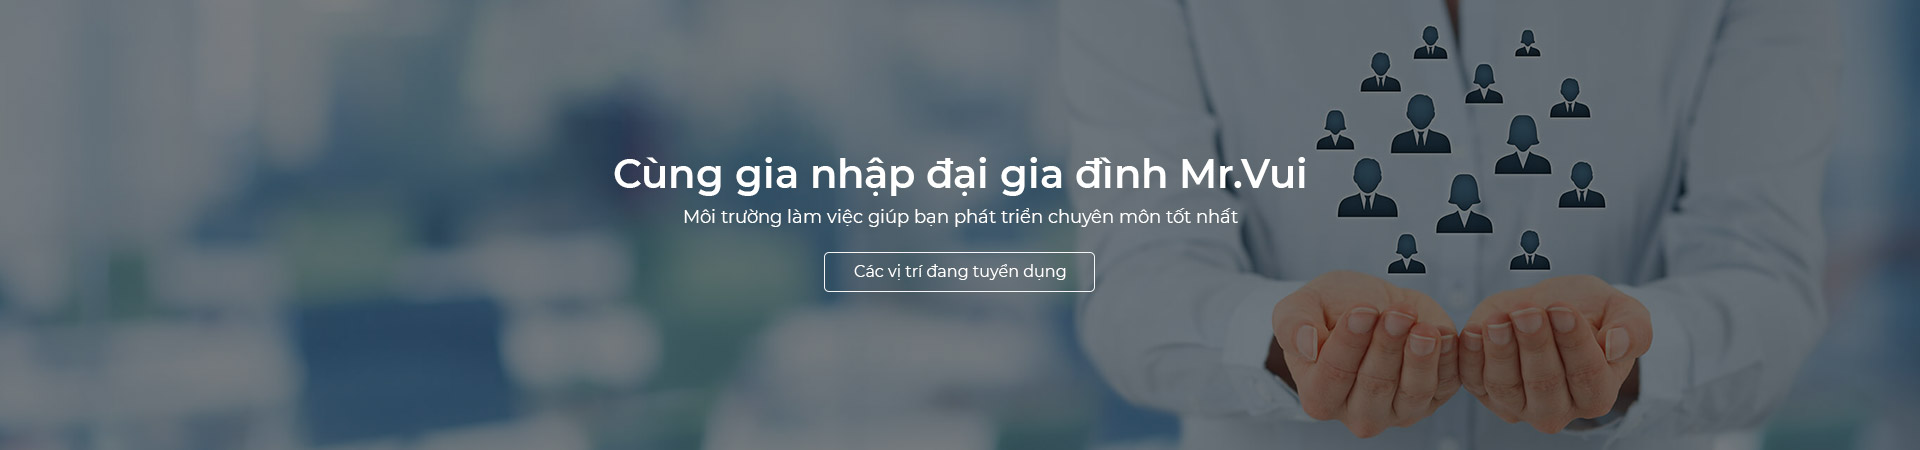 Cùng gia nhập đại gia đình Mr.Vui
Môi trường làm việc giúp bạn phát triển chuyên môn tốt nhất
Các vị trí đang tuyển dụng